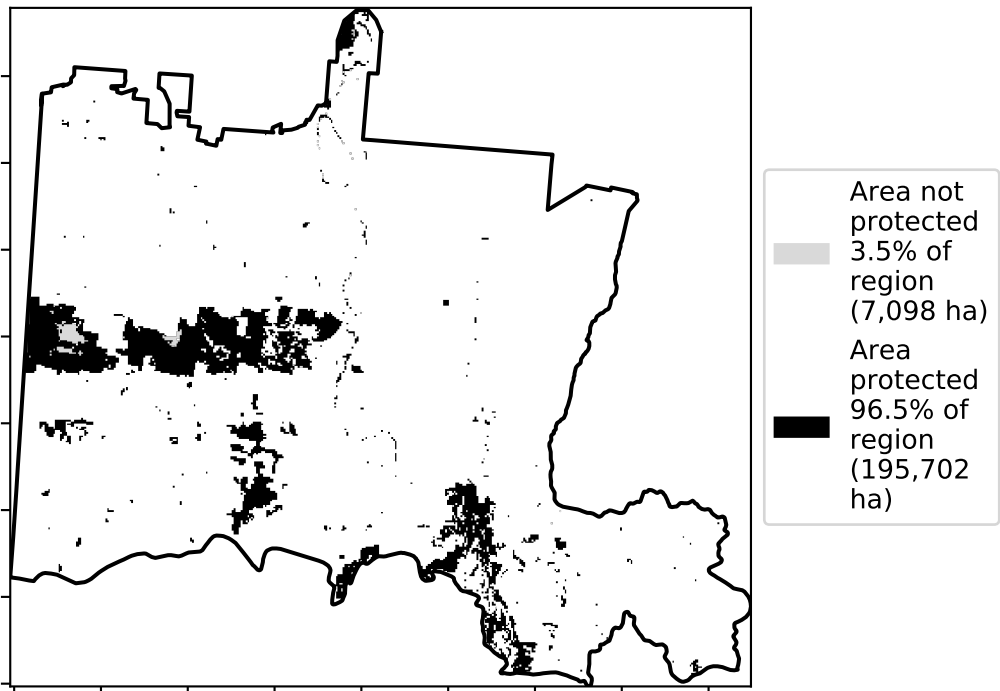 Area not
protected
3.5% of
region
(7,098 ha)
Area
protected
96.5% of
region
(195,702
ha)